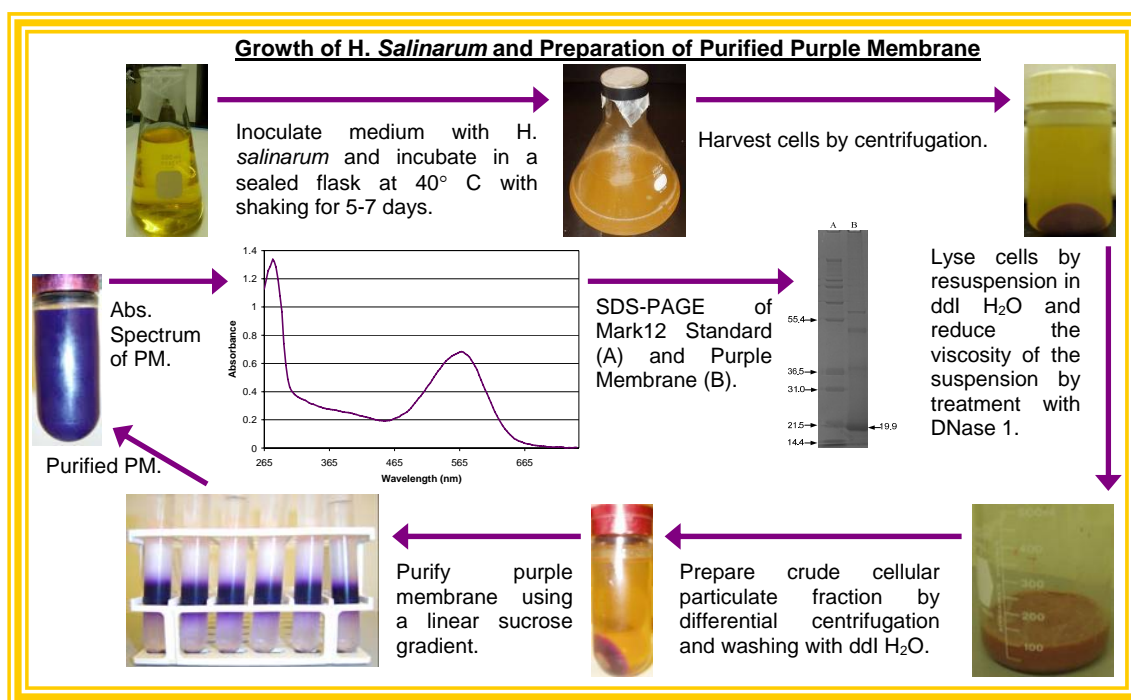 Growth of H. Salinarum and Preparation of Purified Purple Membrane
Inoculate medium with H.
salinarum and incubate in a
sealed flask at 40° C with
shaking for 5-7 days.
Harvest cells by centrifugation.
Lyse cells by
resuspension in
ddI H₂O and
reduce the
viscosity of the
suspension by
treatment with
DNase 1.
Abs.
Spectrum
of PM.
1.4
1.2
1
0.8
0.6
0.4
0.2
0
Absorbance
265 365 465 565 665
Wavelength (nm)
SDS-PAGE of
Mark12 Standard
(A) and Purple
Membrane (B).
A B
55,4
36,5
31.0
21.5
14.4
19,9
Purified PM.
Purify purple
membrane using
a linear sucrose
gradient.
Prepare crude cellular
particulate fraction by
differential centrifugation
and washing with ddI H₂O.
400
300
200
100